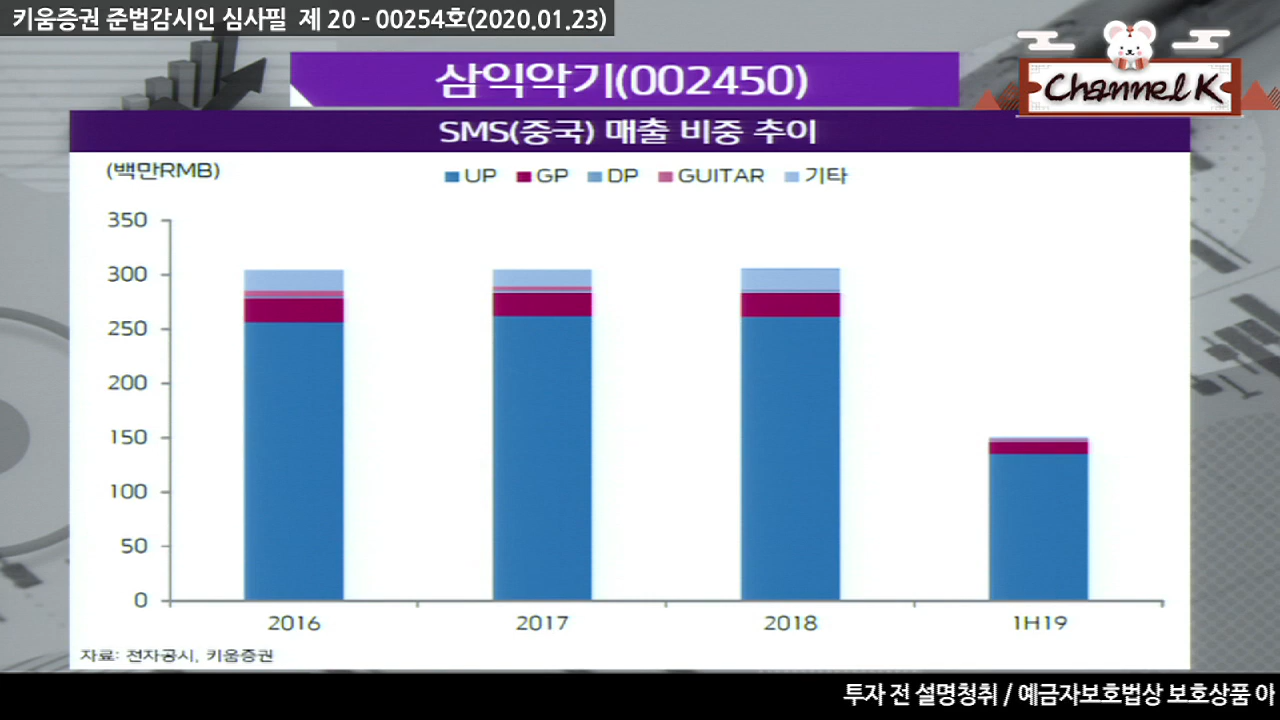 키움증권 준법감시인 심사필 제 20 - 00254호(2020.01.23)
삼익악기(002450)
Channel K
SMS(중국) 매출 비중 추이
(백만RMB)
UP GP DP GUITAR 기타
350
300
250
200
150
100
50
0
2016 2017 2018 1H19
자료: 전자공시, 키움증권
투자 전 설명청취 / 예금자보호법상 보호상품 아